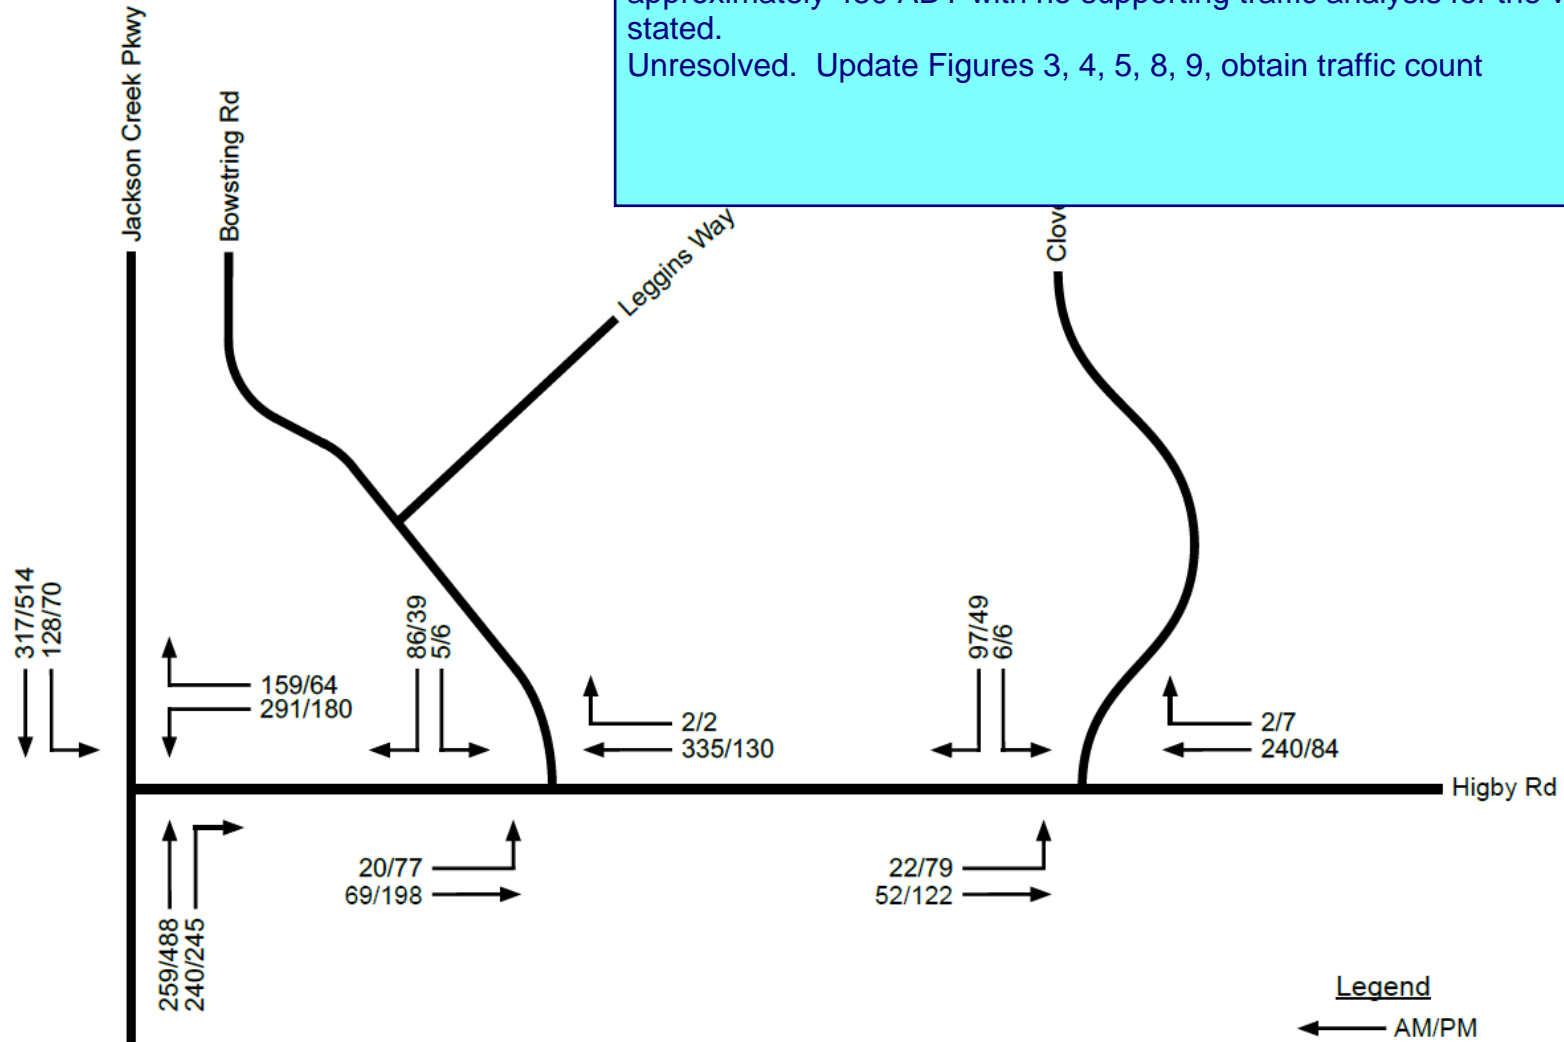 stated.
Unresolved. Update Figures 3, 4, 5, 8, 9, obtain traffic count
Jackson Creek Pkwy
Bowstring Rd
Leggins Way
317/514
128/70
159/64
291/180
86/39
5/6
2/2
335/130
97/49
6/6
2/7
240/84
Higby Rd
259/488
240/245
20/77
69/198
22/79
52/122
Legend
AM/PM